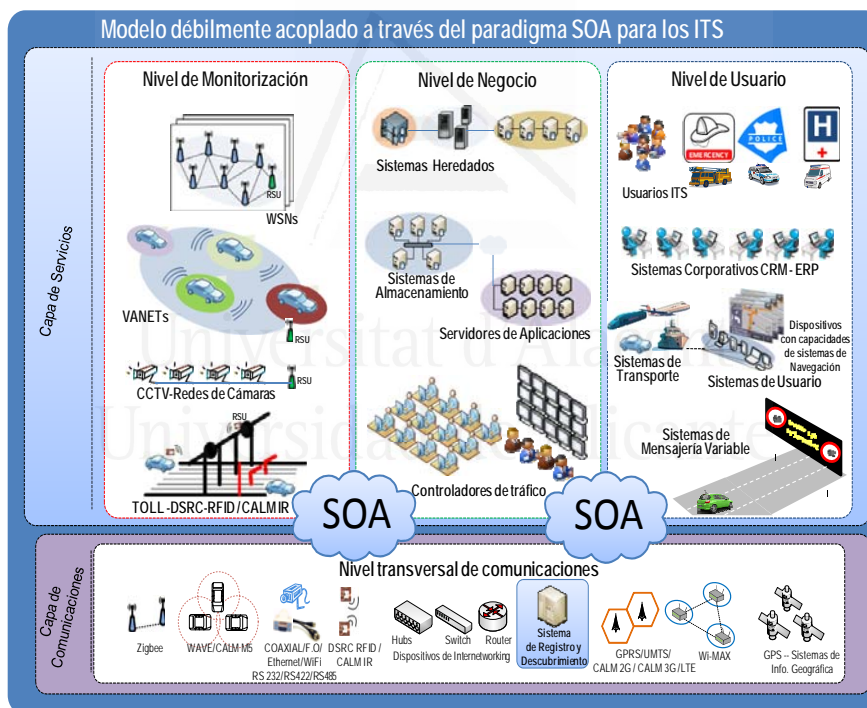 Modelo débilmente acoplado a través del paradigma SOA para los ITS
Capa de Servicios
Nivel de Monitorización
RSU
WSNs
VANETs
RSU
RSU
CCTV-Redes de Cámaras
RSU
TOLL -DSRC-RFID / CALM IR
Nivel de Negocio
Sistemas Heredados
Sistemas de
Almacenamiento
Servidores de Aplicaciones
Controladores de tráfico
Nivel de Usuario
EMERGENCY
POLICE
H
Usuarios ITS
Sistemas Corporativos CRM - ERP
Sistemas de
Transporte
Sistemas de Usuario
Dispositivos
con capacidades
de sistemas de
Navegación
Sistemas de
Mensajería Variable
SOA
SOA
Universitat d'Alacant
Universidad de Alicante
Capa de
Comunicaciones
Nivel transversal de comunicaciones
Zigbee
WAVE/CALM-M5
COAXIAL/F.O/
Ethernet/WiFi
RS 232/RS422/RS485
DSRC RFID /
CALM IR
Hubs
Switch
Router
Dispositivos de Internetworking
Sistema
de Registro y
Descubrimiento
GPRS/UMTS/
CALM 2G / CALM 3G / LTE
Wi-MAX
GPS – Sistemas de
Info. Geográfica